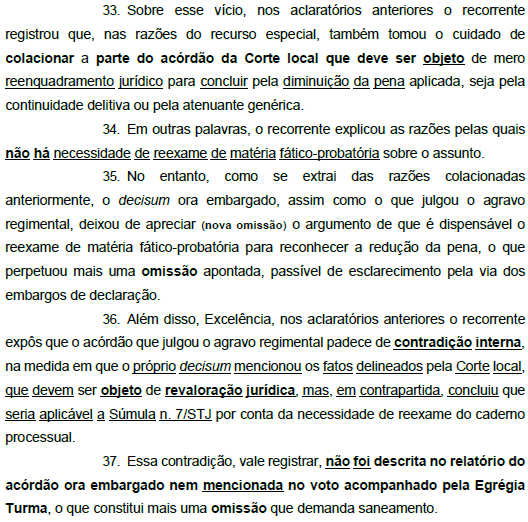 33. Sobre esse vício, nos aclaratórios anteriores o recorrente
registrou que, nas razões do recurso especial, também tomou o cuidado de
colacionar a parte do acórdão da Corte local que deve ser objeto de mero
reenquadramento jurídico para concluir pela diminuição da pena aplicada, seja pela
continuidade delitiva ou pela atenuante genérica.
34. Em outras palavras, o recorrente explicou as razões pelas quais
não há necessidade de reexame de matéria fático-probatória sobre o assunto.
35. No entanto, como se extrai das razões colacionadas
anteriormente, o decisum ora embargado, assim como o que julgou o agravo
regimental, deixou de apreciar (nova omissão) o argumento de que é dispensável o
reexame de matéria fático-probatória para reconhecer a redução da pena, o que
perpetuou mais uma omissão apontada, passível de esclarecimento pela via dos
embargos de declaração.
36. Além disso, Excelência, nos aclaratórios anteriores o recorrente
expôs que o acórdão que julgou o agravo regimental padece de contradição interna,
na medida em que o próprio decisum mencionou os fatos delineados pela Corte local,
que devem ser objeto de revaloração jurídica, mas, em contrapartida, concluiu que
seria aplicável a Súmula n. 7/STJ por conta da necessidade de reexame do caderno
processual.
37. Essa contradição, vale registrar, não foi descrita no relatório do
acórdão ora embargado nem mencionada no voto acompanhado pela Egrégia
Turma, o que constitui mais uma omissão que demanda saneamento.